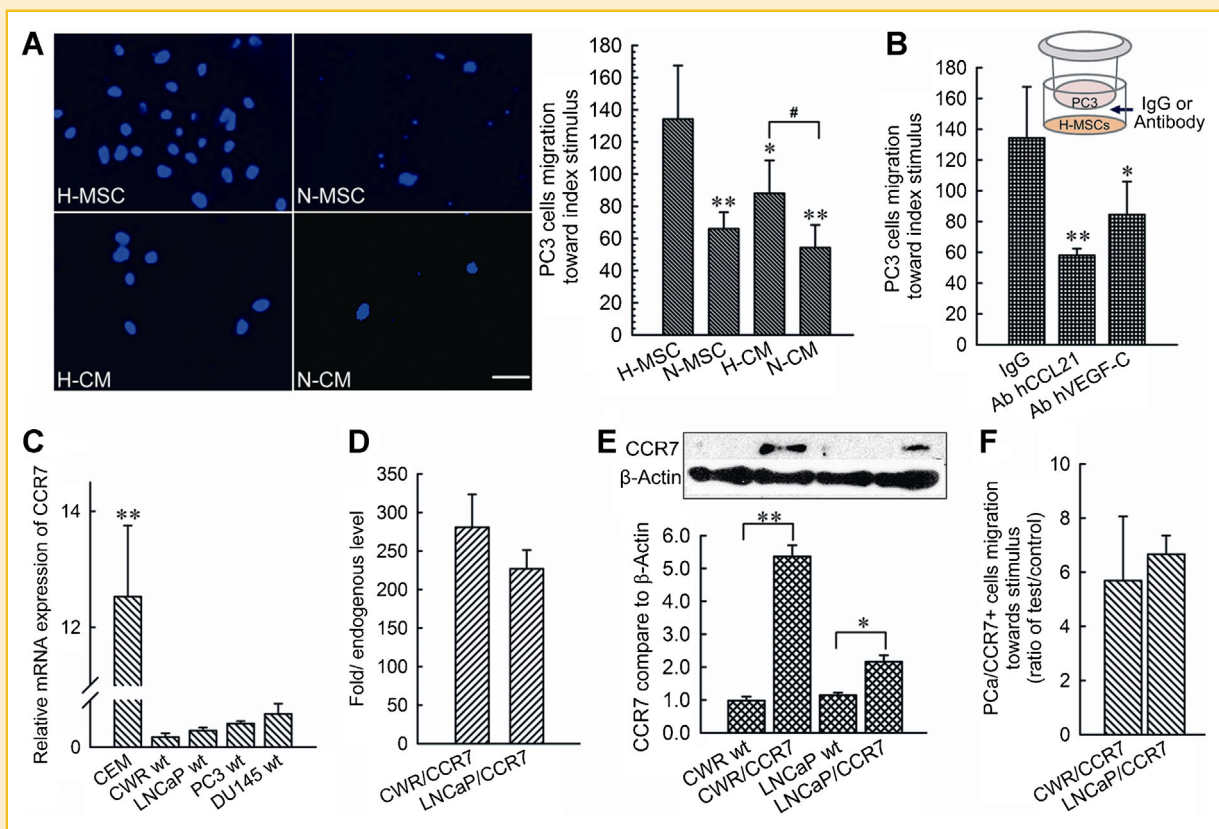 A
H-MSC
N-MSC
H-CM
N-CM
PC3 cells migration
toward index stimulus
180
160
140
120
100
80
60
40
20
0
**
*
#
**
H-MSC
N-MSC
H-CM
N-CM
B
PC3
H-MSCs
IgG or
Antibody
PC3 cells migration
toward index stimulus
180
160
140
120
100
80
60
40
20
0
**
*
IgG
Ab hCCL21
Ab hVEGF-C
C
Relative mRNA expression of CCR7
14
12
0
**
CEM
CWR wt
LNCaP wt
PC3 wt
DU145 wt
D
Fold/ endogenous level
350
300
250
200
150
100
50
0
CWR/CCR7
LNCaP/CCR7
E
CCR7
β-Actin
CCR7 compare to β-Actin
6.0
5.0
4.0
3.0
2.0
1.0
0.0
**
*
CWR wt
CWR/CCR7
LNCaP wt
LNCaP/CCR7
F
PCa/CCR7+ cells migration
towards stimulus
(ratio of test/control)
10
8
6
4
2
0
CWR/CCR7
LNCaP/CCR7